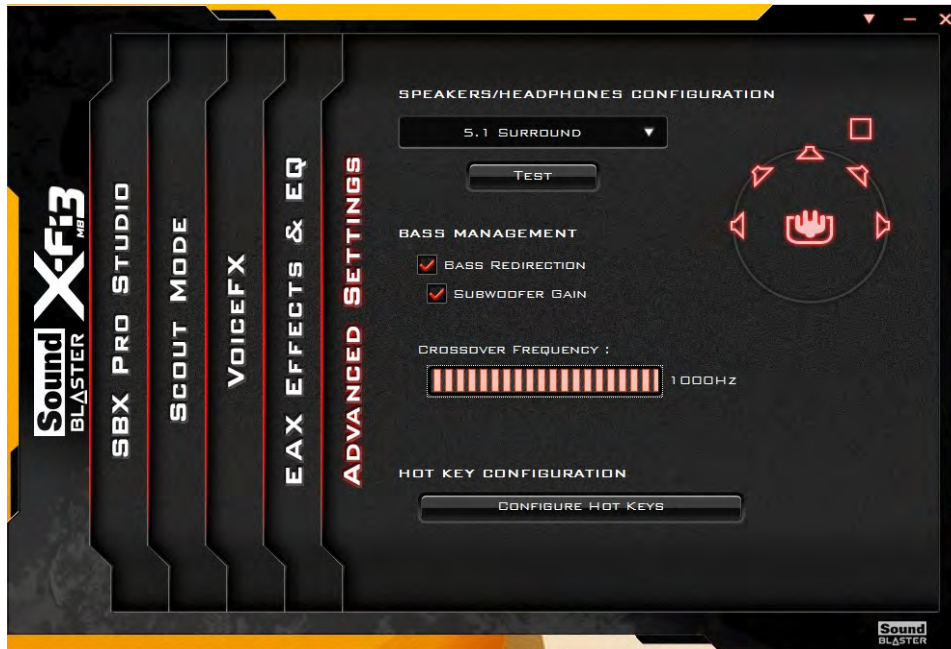 SPEAKERS/HEADPHONES CONFIGURATION
5.1 SURROUND
TEST
BASS MANAGEMENT
BASS REDIRECTION
SUBWOOFER GAIN
CROSSOVER FREQUENCY :
1000HZ
HOT KEY CONFIGURATION
CONFIGURE HOT KEYS
Sound BLASTER X-Fi3 MB
SBX PRO STUDIO
SCOUT MODE
VOICEFX
EAX EFFECTS & EQ
ADVANCED SETTINGS
Sound
BLASTER